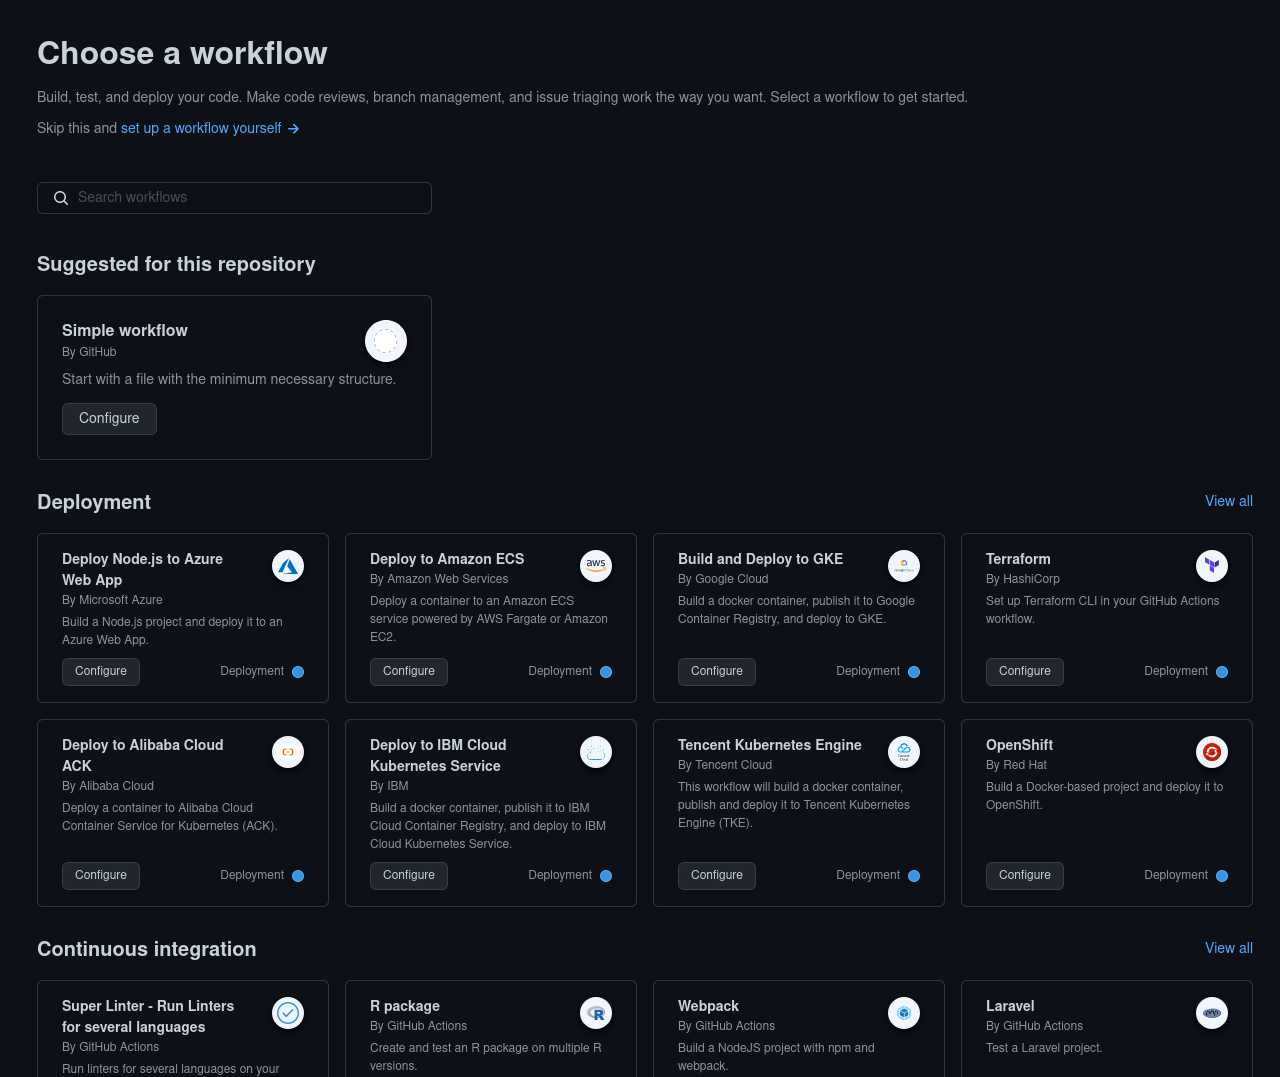 Choose a workflow
Build, test, and deploy your code. Make code reviews, branch management, and issue triaging work the way you want. Select a workflow to get started.
Skip this and set up a workflow yourself →
Search workflows
Suggested for this repository
Simple workflow
By GitHub
Start with a file with the minimum necessary structure.
Configure
Deployment
View all
Deploy Node.js to Azure
Web App
By Microsoft Azure
Build a Node.js project and deploy it to an
Azure Web App.
Configure
Deployment
Deploy to Amazon ECS
By Amazon Web Services
Deploy a container to an Amazon ECS
service powered by AWS Fargate or Amazon
EC2.
Configure
Deployment
aws
Build and Deploy to GKE
By Google Cloud
Build a docker container, publish it to Google
Container Registry, and deploy to GKE.
Configure
Deployment
Terraform
By HashiCorp
Set up Terraform CLI in your GitHub Actions
workflow.
Configure
Deployment
Deploy to Alibaba Cloud
ACK
By Alibaba Cloud
Deploy a container to Alibaba Cloud
Container Service for Kubernetes (ACK).
Configure
Deployment
Deploy to IBM Cloud
Kubernetes Service
By IBM
Build a docker container, publish it to IBM
Cloud Container Registry, and deploy to IBM
Cloud Kubernetes Service.
Configure
Deployment
Tencent Kubernetes Engine
By Tencent Cloud
This workflow will build a docker container,
publish and deploy it to Tencent Kubernetes
Engine (TKE).
Configure
Deployment
Tencent
Cloud
OpenShift
By Red Hat
Build a Docker-based project and deploy it to
OpenShift.
Configure
Deployment
Continuous integration
View all
Super Linter - Run Linters
for several languages
By GitHub Actions
Run linters for several languages on your
R package
By GitHub Actions
Create and test an R package on multiple R
versions.
R
Webpack
By GitHub Actions
Build a NodeJS project with npm and
webpack.
Laravel
By GitHub Actions
Test a Laravel project.
php